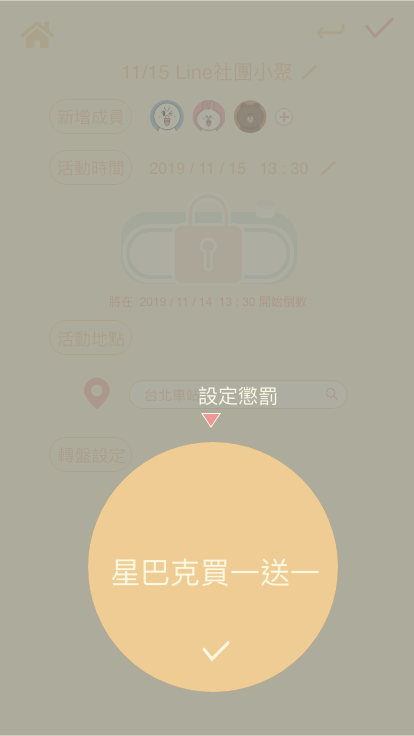 11/15 Line社團小聚
新增成員
活動時間
2019 / 11 / 15 13 : 30
將在 2019 / 11 / 14 13 : 30 開始倒數
活動地點
台北車站
設定懲罰
轉盤設定
星巴克買一送一